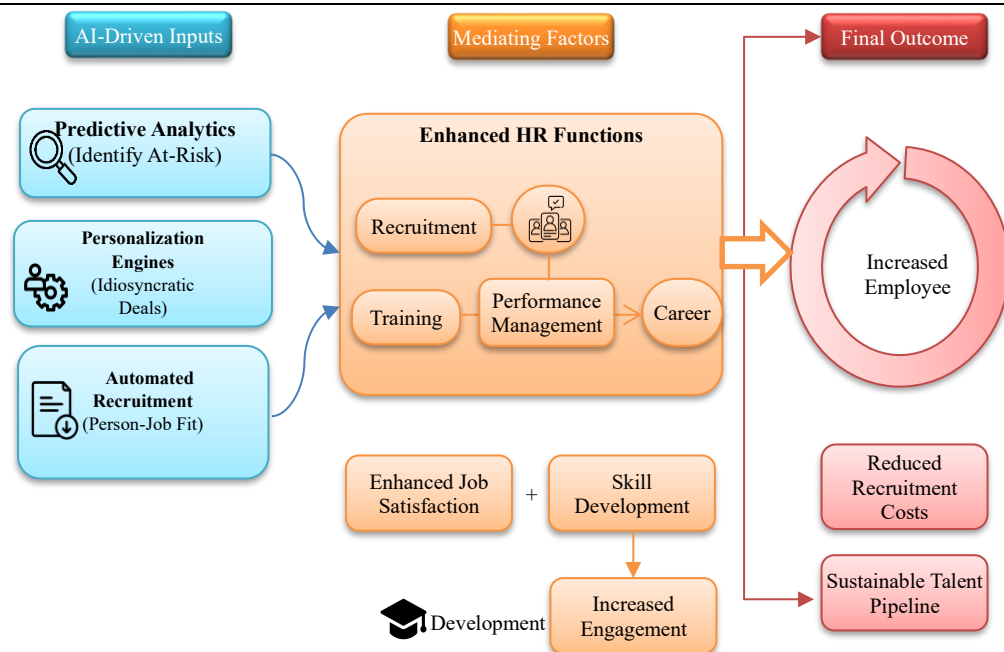 AI-Driven Inputs
Mediating Factors
Final Outcome
Predictive Analytics
(Identify At-Risk)
Personalization
Engines
(Idiosyncratic
Deals)
Automated
Recruitment
(Person-Job Fit)
Enhanced HR Functions
Recruitment
Training
Performance
Management
Career
Enhanced Job
Satisfaction
+
Skill
Development
Development
Increased
Engagement
Increased
Employee
Reduced
Recruitment
Costs
Sustainable Talent
Pipeline